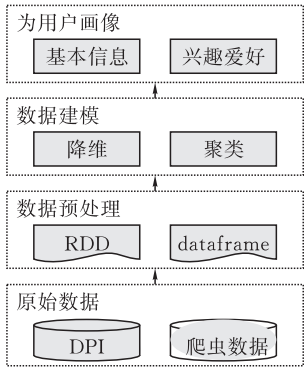 为用户画像
基本信息 兴趣爱好
数据建模
降维 聚类
数据预处理
RDD dataframe
原始数据
DPI 爬虫数据